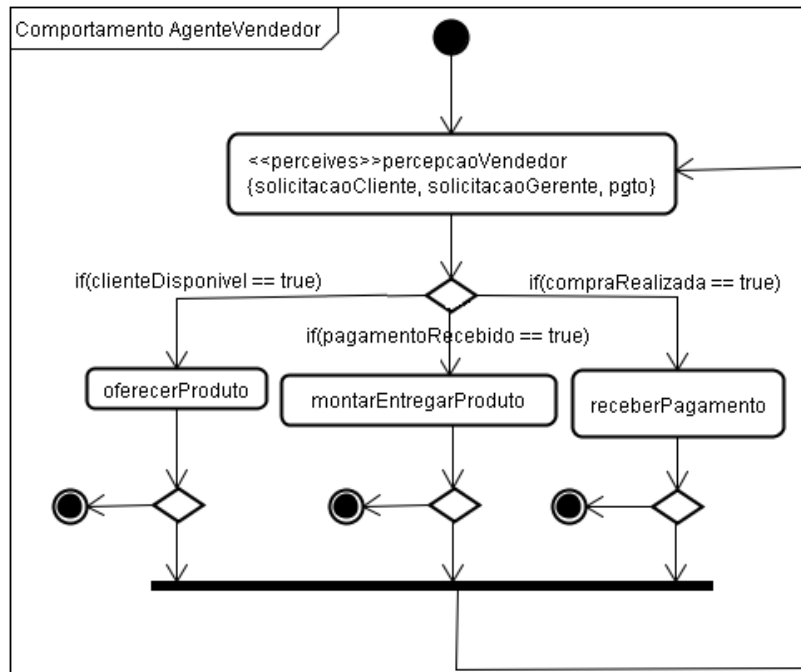 Comportamento AgenteVendedor
<<perceives>>percepcaoVendedor
{solicitacaoCliente, solicitacaoGerente, pgto}
if(clienteDisponivel == true)
if(compraRealizada == true)
if(pagamentoRecebido == true)
oferecerProduto
montarEntregarProduto
receberPagamento